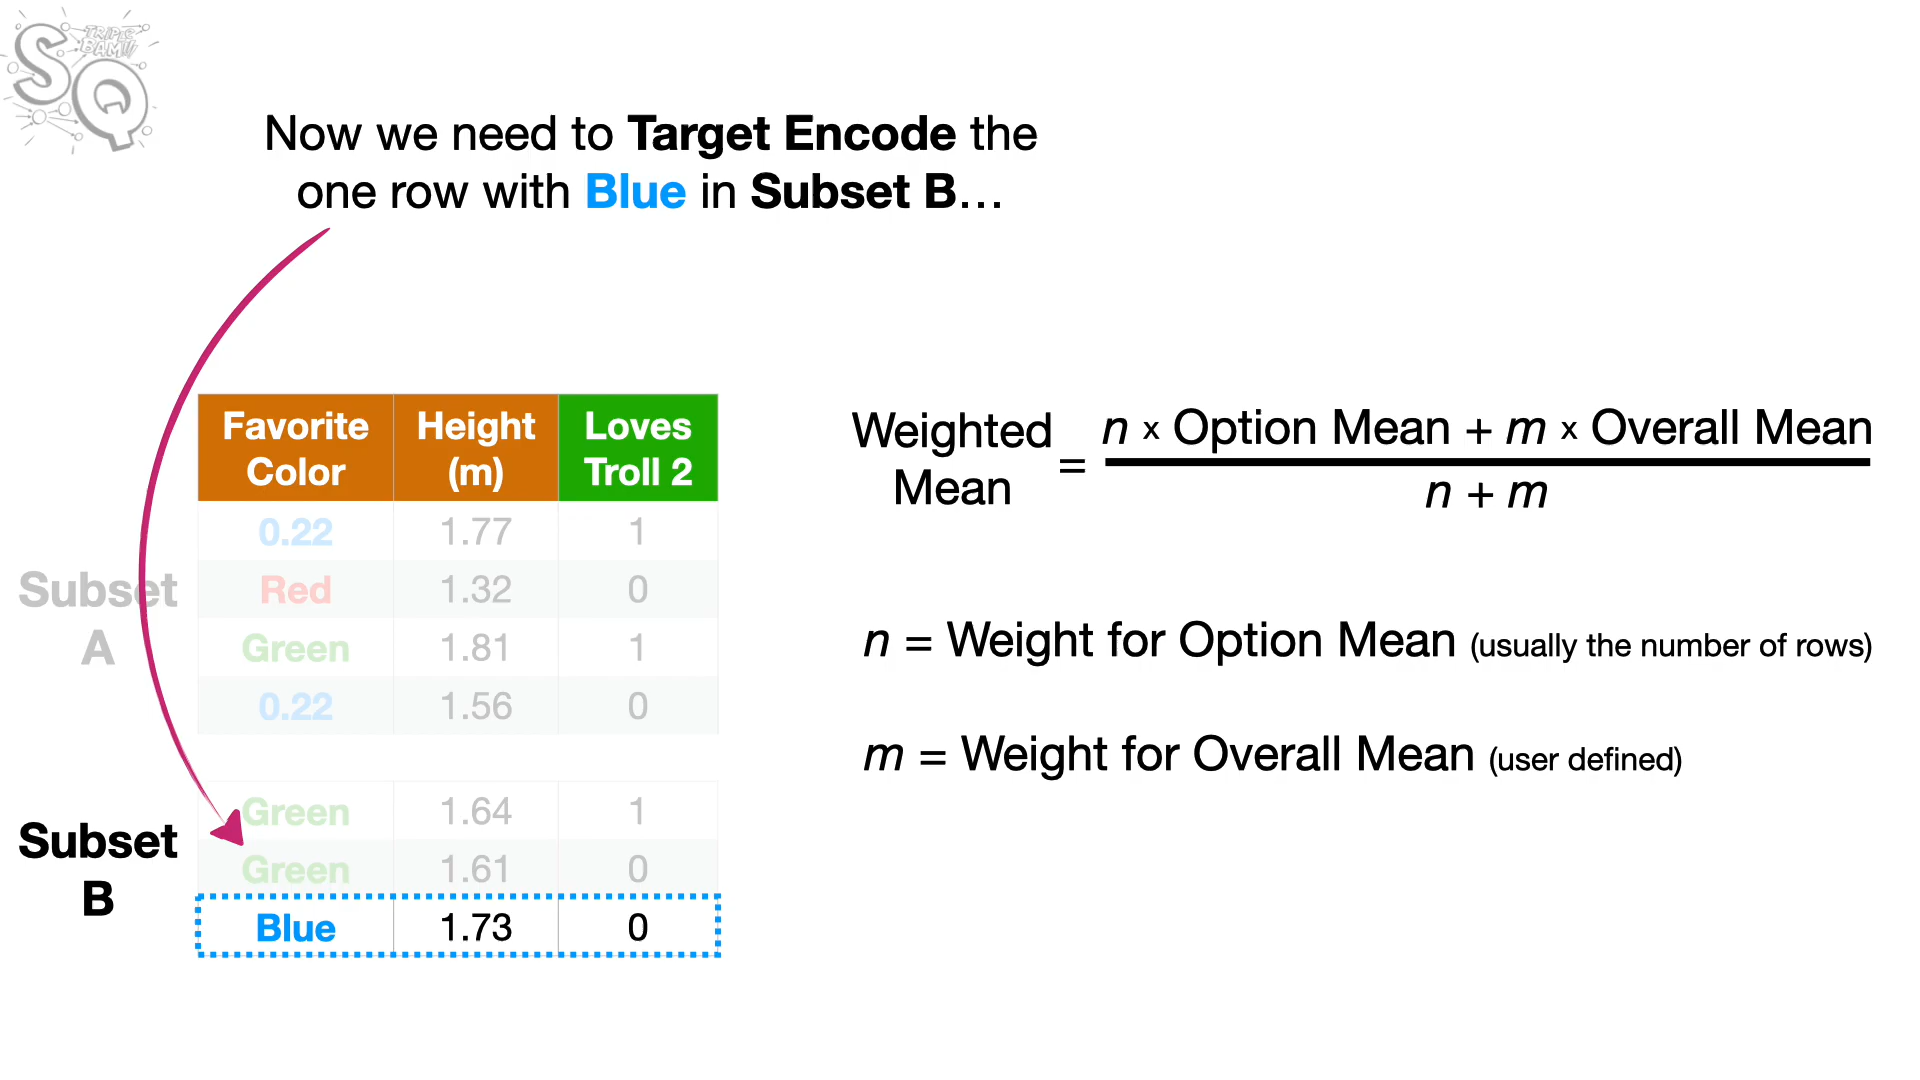 SQ
TRIPLE
BAM!!!
Now we need to Target Encode the
one row with Blue in Subset B…
Favorite Color Height (m) Loves Troll 2
0.22 1.77 1
Subset A
Red 1.32 0
Green 1.81 1
0.22 1.56 0
Subset B
Green 1.64 1
Green 1.61 0
Blue 1.73 0
Weighted Mean = n x Option Mean + m x Overall Mean
n + m
n = Weight for Option Mean (usually the number of rows)
m = Weight for Overall Mean (user defined)